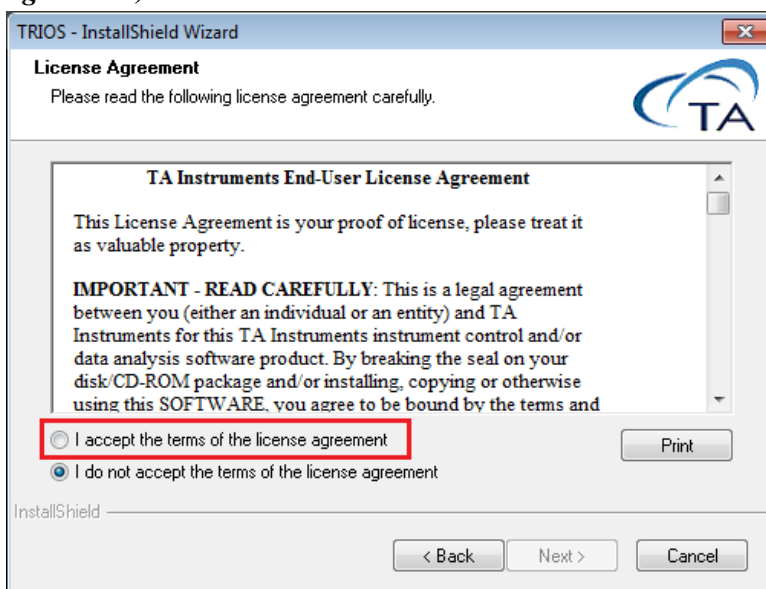 TRIOS - InstallShield Wizard
License Agreement
Please read the following license agreement carefully.
TA
TA Instruments End-User License Agreement
This License Agreement is your proof of license, please treat it
as valuable property.
IMPORTANT - READ CAREFULLY: This is a legal agreement
between you (either an individual or an entity) and TA
Instruments for this TA Instruments instrument control and/or
data analysis software product. By breaking the seal on your
disk/CD-ROM package and/or installing, copying or otherwise
using this SOFTWARE, you agree to be bound by the terms and
I accept the terms of the license agreement
Print
I do not accept the terms of the license agreement
InstallShield
< Back Next > Cancel